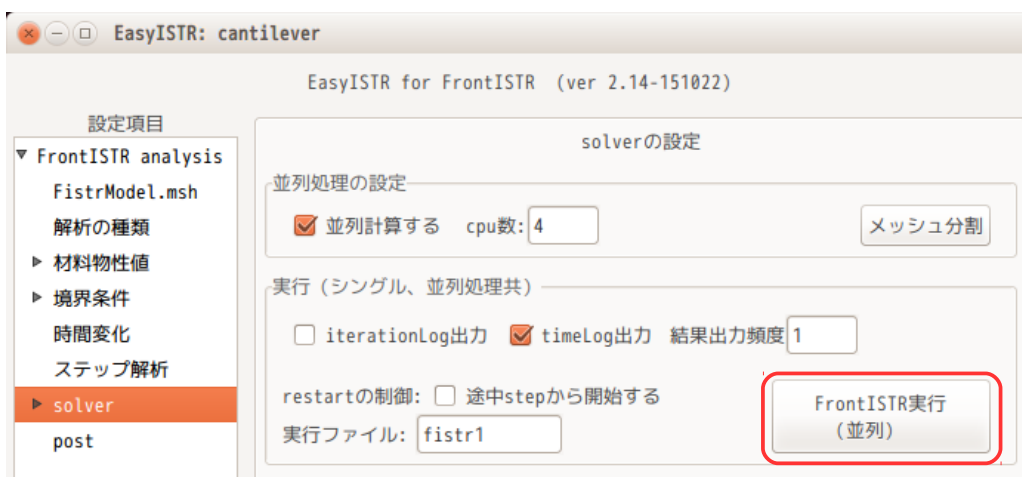 EasyISTR: cantilever
EasyISTR for FrontISTR (ver 2.14-151022)
設定項目
FrontISTR analysis
FistrModel.msh
解析の種類
材料物性値
境界条件
時間変化
ステップ解析
solver
post
solverの設定
並列処理の設定
並列計算する cpu数: 4 メッシュ分割
実行 (シングル、並列処理共)
iterationLog出力 timeLog出力 結果出力頻度 1
restartの制御: 途中stepから開始する
実行ファイル: fistr1
FrontISTR実行
(並列)